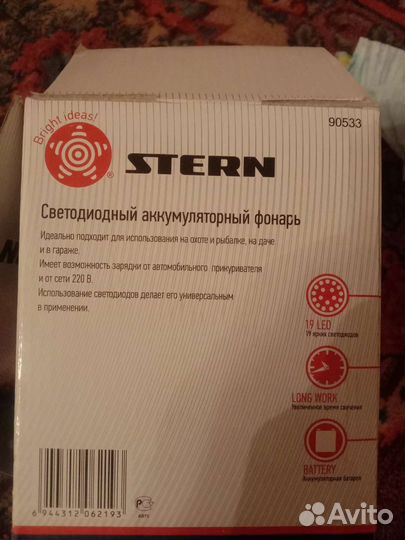 Bright ideas!
90533
STERN
®
Светодиодный аккумуляторный фонарь
Идеально подходит для использования на охоте и рыбалке, на даче
и в гараже.
Имеет возможность зарядки от автомобильного прикуривателя
и от сети 220 В.
Использование светодиодов делает его универсальным
в применении.
19 LED
19 ярких светодиодов
LONG WORK
Увеличенное время свечения
BATTERY
Аккумуляторная батарея
6 944312 062193
Avito